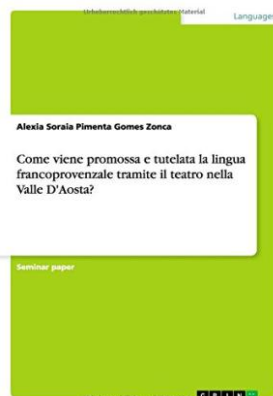 Urheberrechtlich geschütztes Material
Languages
Alexia Soraia Pimenta Gomes Zonca
Come viene promossa e tutelata la lingua
francoprovenzale tramite il teatro nella
Valle D'Aosta?
Seminar paper
G R I N